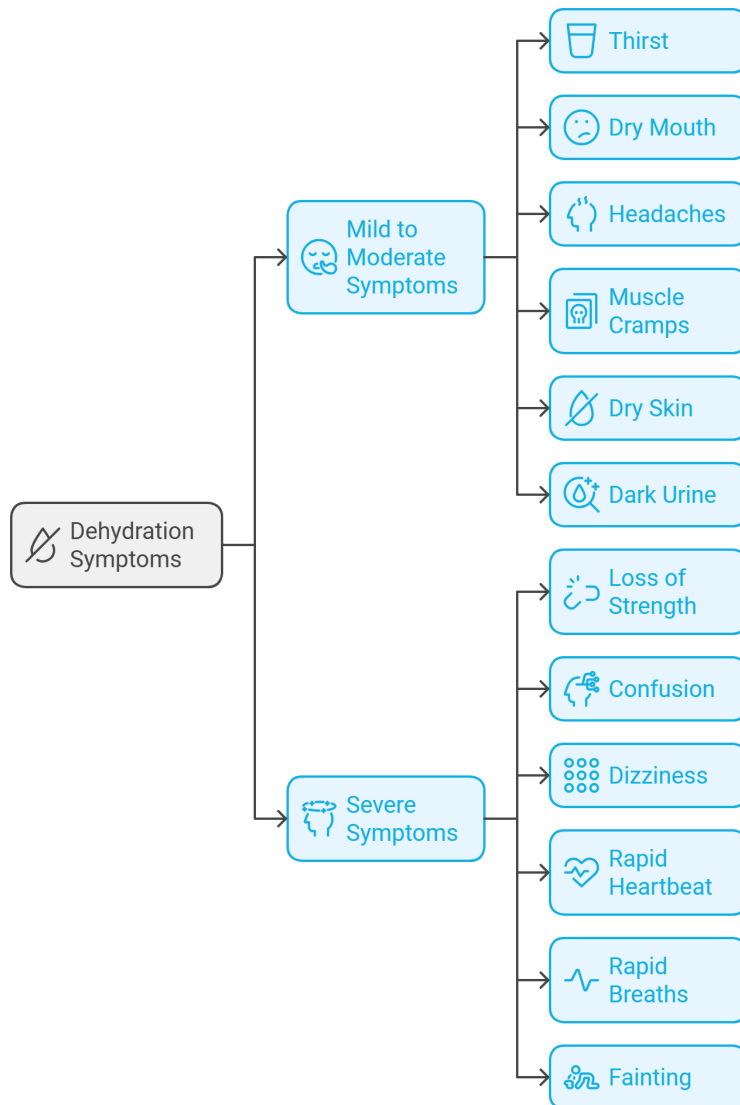 Dehydration
Symptoms
Mild to
Moderate
Symptoms
Thirst
Dry Mouth
Headaches
Muscle
Cramps
Dry Skin
Dark Urine
Severe
Symptoms
Loss of
Strength
Confusion
Dizziness
Rapid
Heartbeat
Rapid
Breaths
Fainting